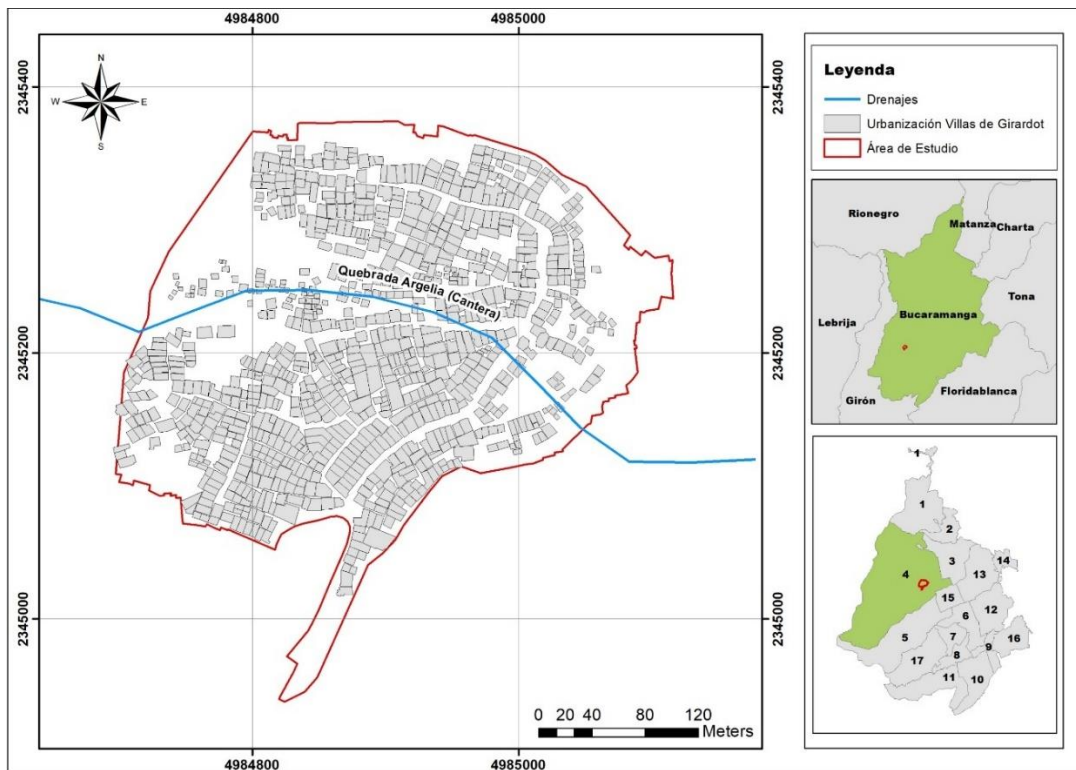 4984800
4985000
2345400
2345400
N
W
E
S
Quebrada Argelia (Cantera)
2345200
2345200
2345000
2345000
0 20 40 80 120
Meters
4984800
4985000
Leyenda
Drenajes
Urbanización Villas de Girardot
Área de Estudio
Rionegro
Matanza
Charta
Tona
Bucaramanga
Lebrija
Girón
Floridablanca
1
1
2
3
14
4
13
15
12
6
5
7
16
9
8
17
11
10